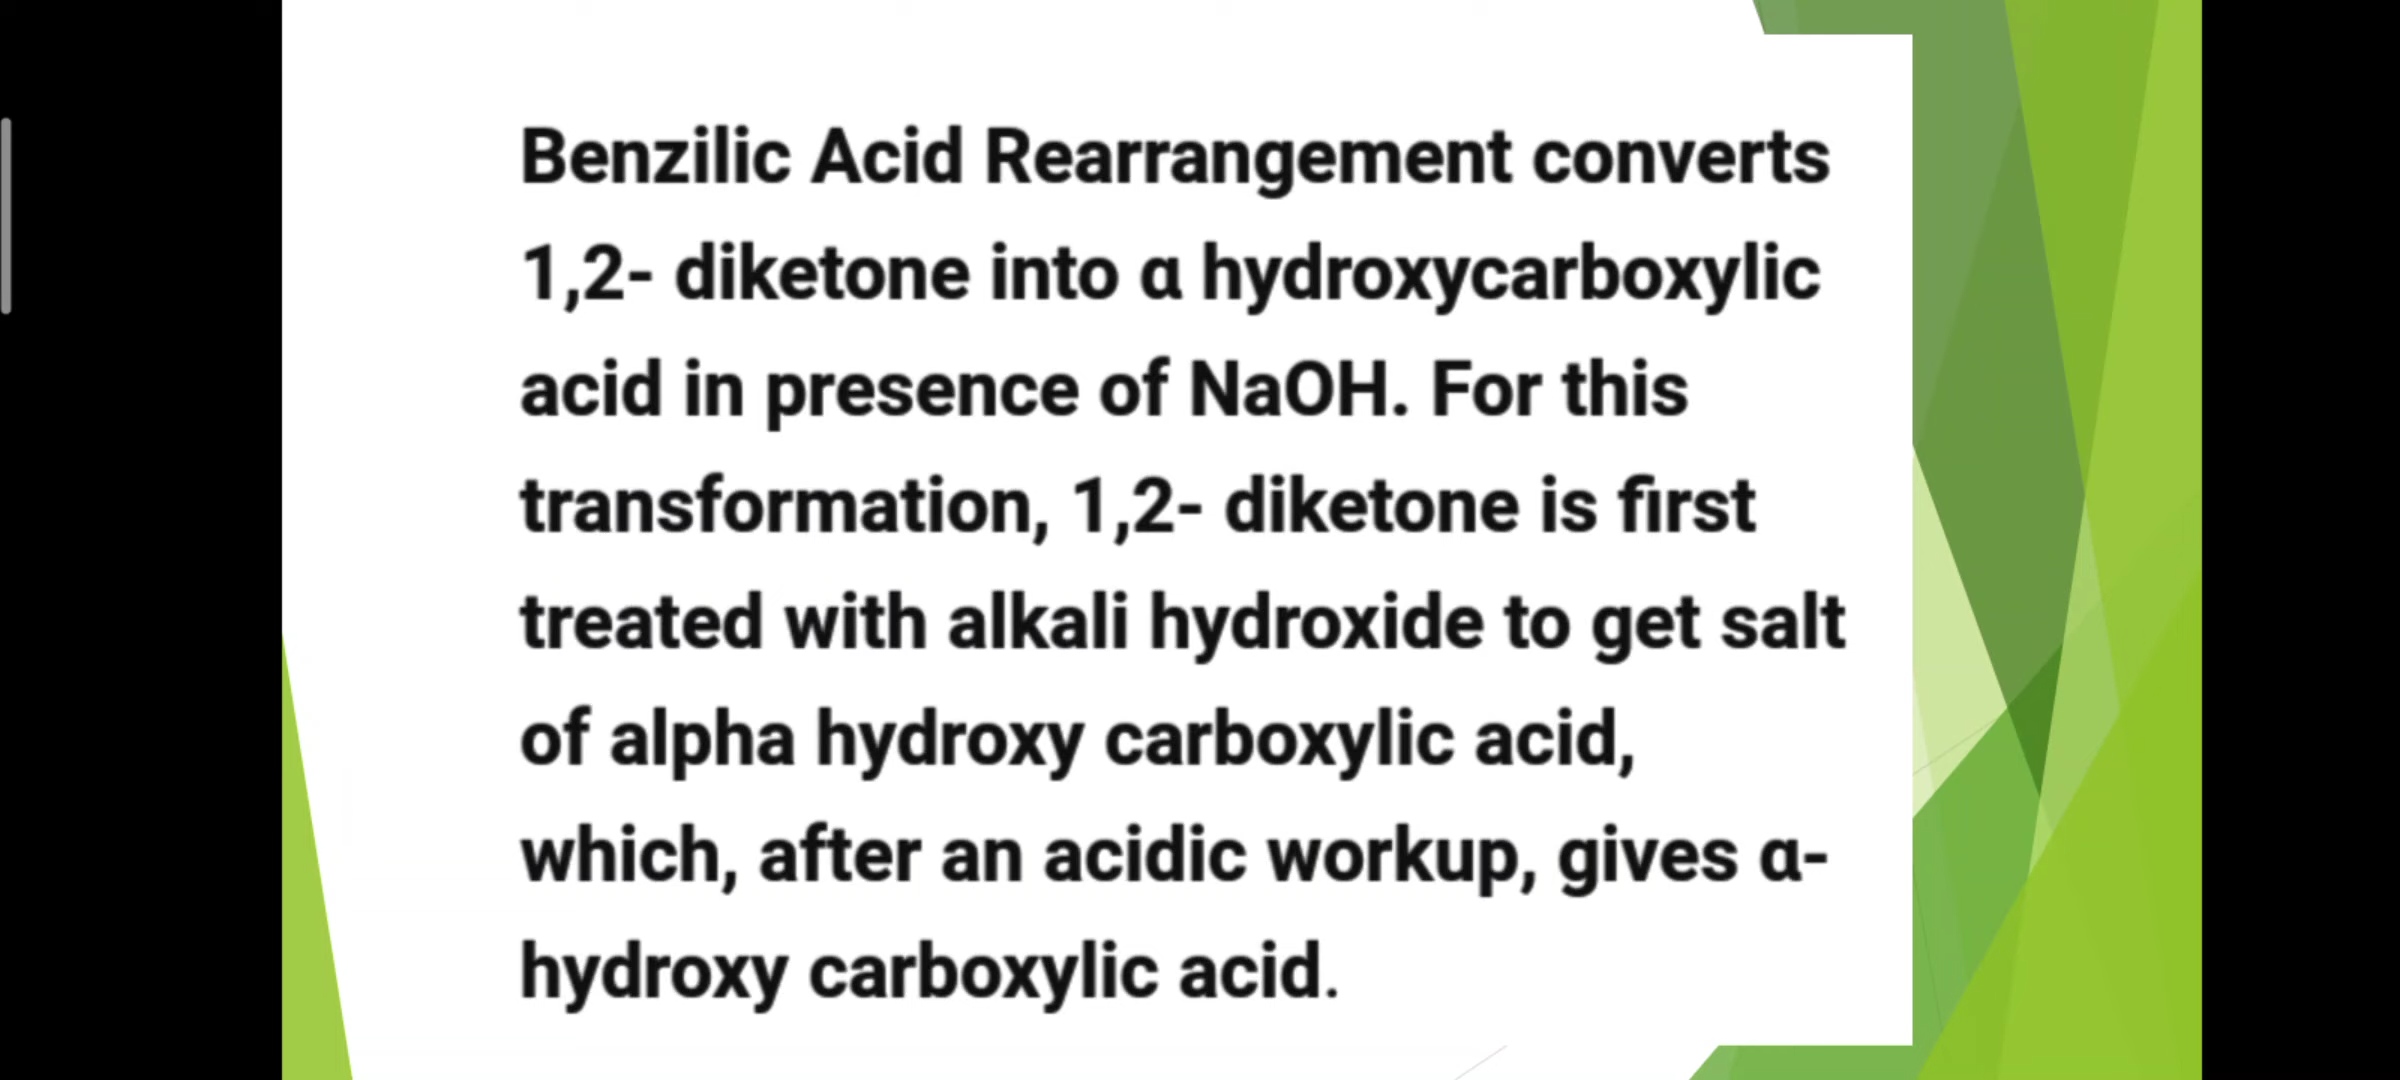 Benzilic Acid Rearrangement converts
1,2- diketone into α hydroxycarboxylic
acid in presence of NaOH. For this
transformation, 1,2- diketone is first
treated with alkali hydroxide to get salt
of alpha hydroxy carboxylic acid,
which, after an acidic workup, gives α-
hydroxy carboxylic acid.